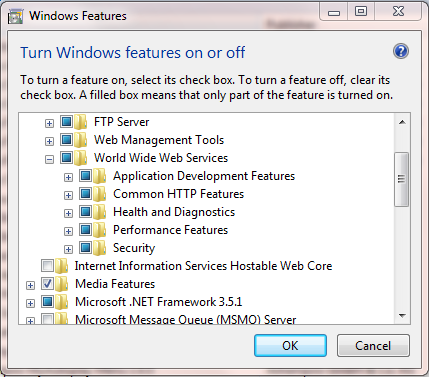 Windows Features
Turn Windows features on or off
To turn a feature on, select its check box. To turn a feature off, clear its
check box. A filled box means that only part of the feature is turned on.
FTP Server
Web Management Tools
World Wide Web Services
Application Development Features
Common HTTP Features
Health and Diagnostics
Performance Features
Security
Internet Information Services Hostable Web Core
Media Features
Microsoft .NET Framework 3.5.1
Microsoft Message Queue (MSMO) Server
OK Cancel